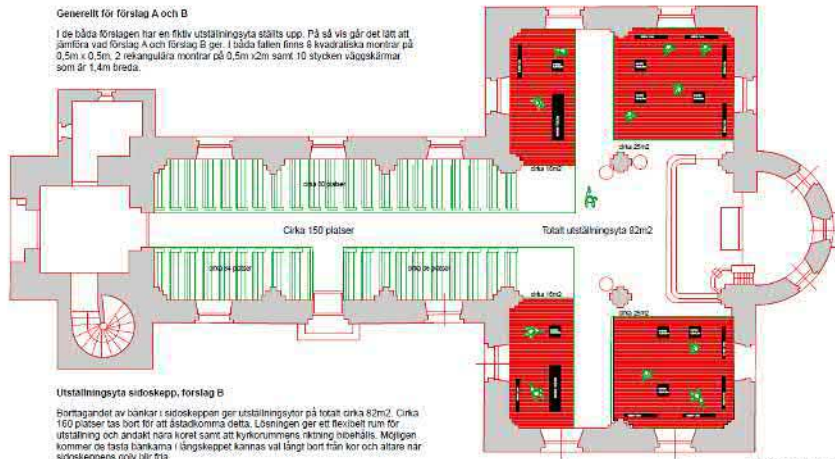 Generellt för förslag A och B
I de båda förslagen har en fiktiv utställningsyta ställts upp. På så vis går det lätt att
jämföra vad förslag A och förslag B ger. I båda fallen finns 8 kvadratiska montrar på
0,5m x 0,5m, 2 rekangulära montrar på 0,5m x2m samt 10 stycken väggskärmar
som är 1,4m breda.
cirka 16m2
cirka 25m2
platser
Cirka 150 platser
Totalt utställningsyta 82m2
platser
platser
cirka 16m2
cirka 25m2
Utställningsyta sidoskepp, förslag B
Borttagandet av bänkar i sidoskeppen ger utställningsytor på totalt cirka 82m2. Cirka
160 platser tas bort för att åstadkomma detta. Lösningen ger ett flexibelt rum för
utställning och andakt nära koret samt att kyrkorummets riktning bibehålls. Möjligen
kommer de fasta bänkarna i långskeppet kännas väl långt bort från kor och altare när
sidoskeppens golv blir fria.